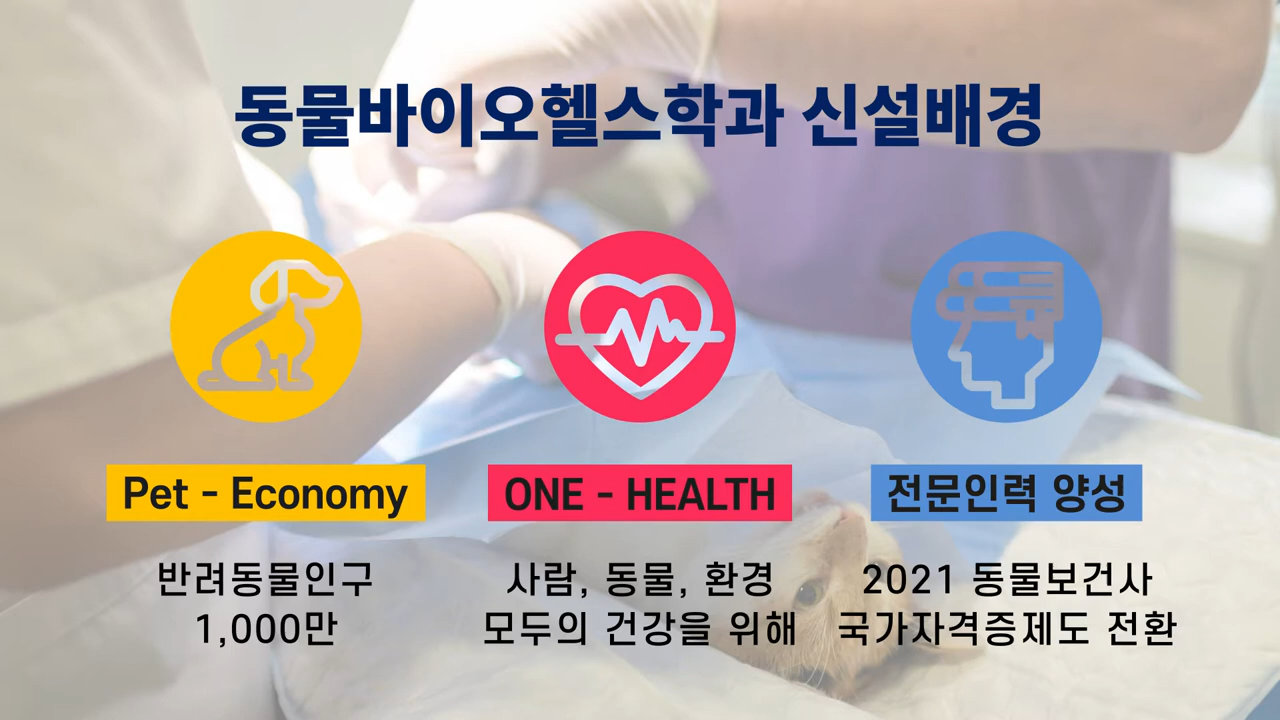 동물바이오헬스학과 신설배경
Pet - Economy
반려동물인구
1,000만
ONE - HEALTH
사람, 동물, 환경
모두의 건강을 위해
전문인력 양성
2021 동물보건사
국가자격증제도 전환